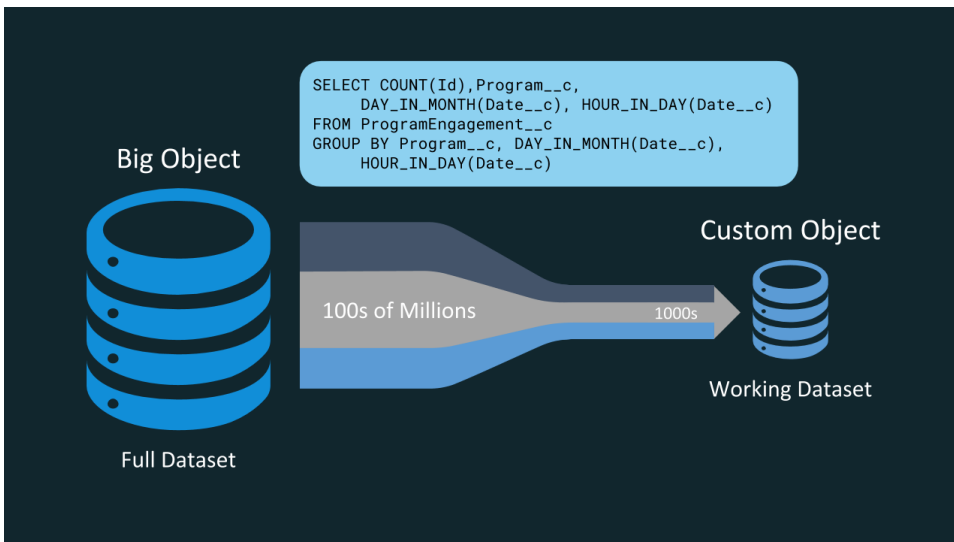 SELECT COUNT(Id),Program__c,
DAY_IN_MONTH(Date__c), HOUR_IN_DAY(Date__c)
FROM ProgramEngagement__c
GROUP BY Program__c, DAY_IN_MONTH(Date__c),
HOUR_IN_DAY(Date__c)
Big Object
Custom Object
100s of Millions
1000s
Working Dataset
Full Dataset